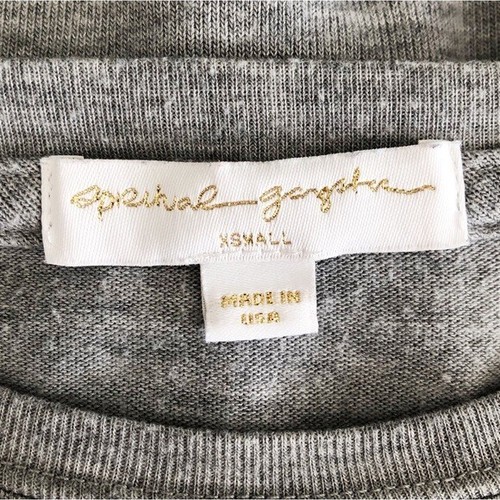 spiritual gangster
XSMALL
MADE IN
USA